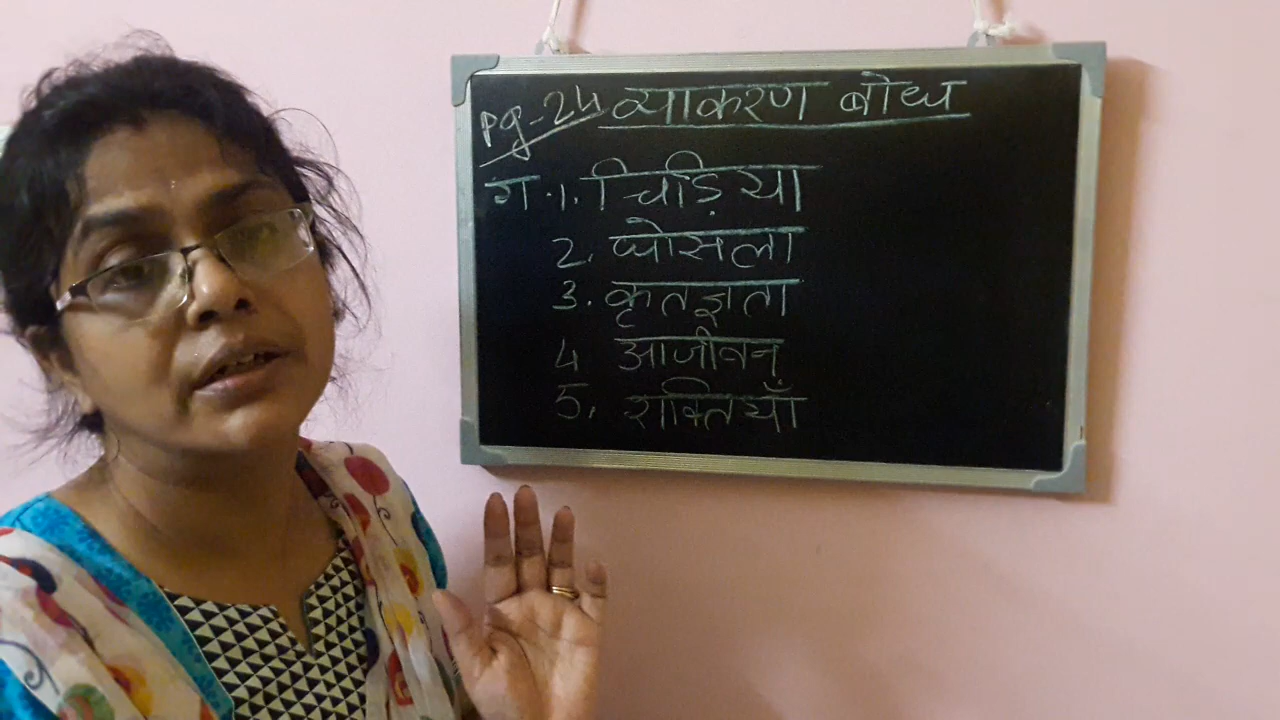 pg-24 व्याकरण बोध
ग.1. चिड़िया
2. घोसला
3. कृतज्ञता
4 आजीवन
5. शक्तियाँ